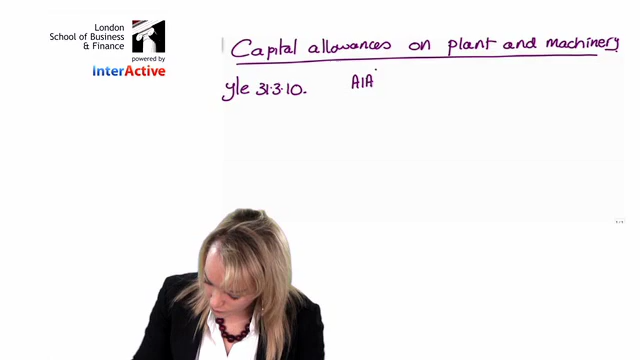 London
School of Business
& Finance
powered by
InterActive
Capital allowances on plant and machinery
y/e 31.3.10.
AIA